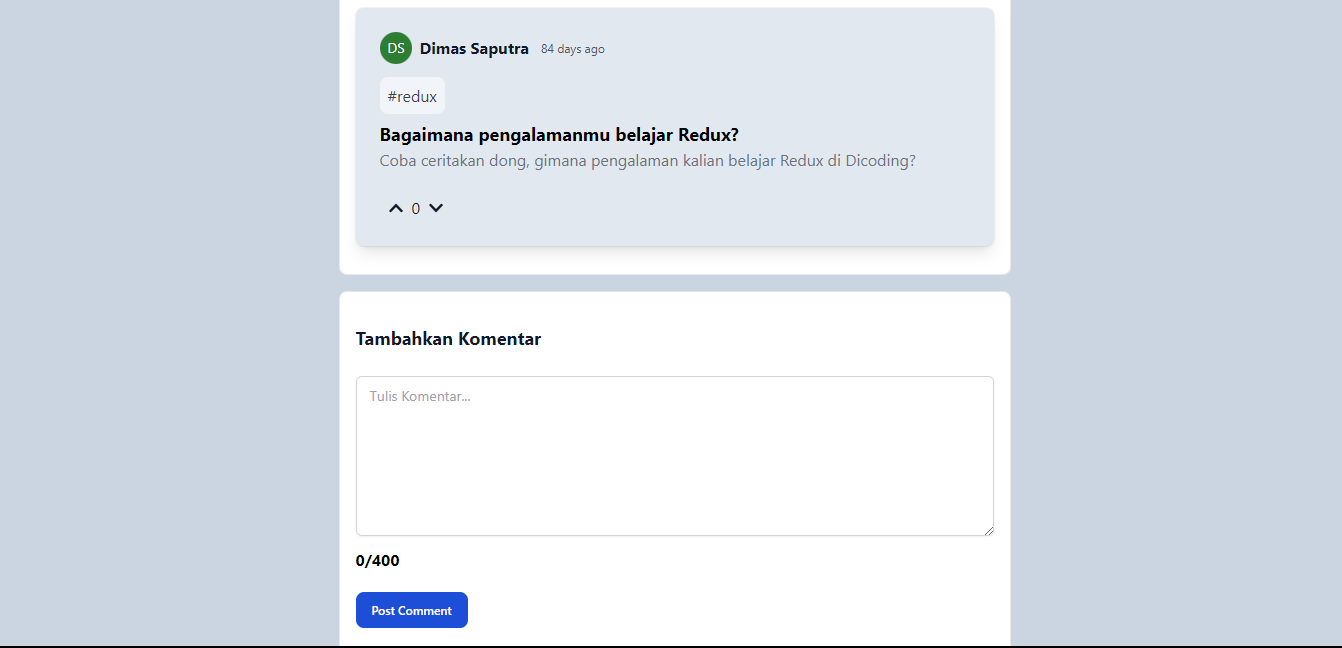 DS Dimas Saputra 84 days ago
#redux
Bagaimana pengalamanmu belajar Redux?
Coba ceritakan dong, gimana pengalaman kalian belajar Redux di Dicoding?
0
Tambahkan Komentar
Tulis Komentar...
0/400
Post Comment